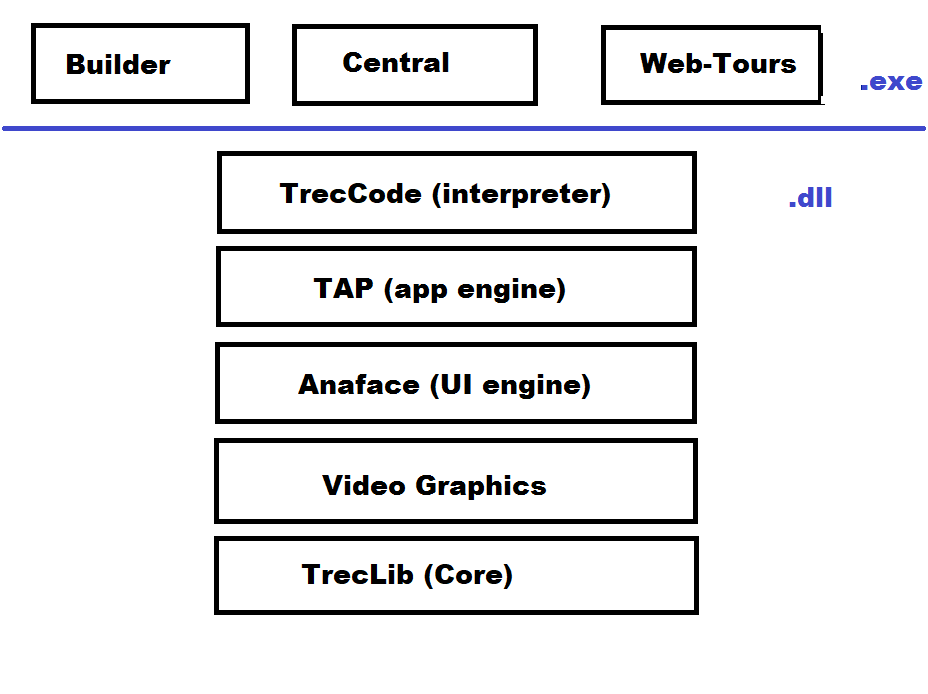 Builder
Central
Web-Tours
.exe
TrecCode (interpreter)
.dll
TAP (app engine)
Anaface (UI engine)
Video Graphics
TrecLib (Core)